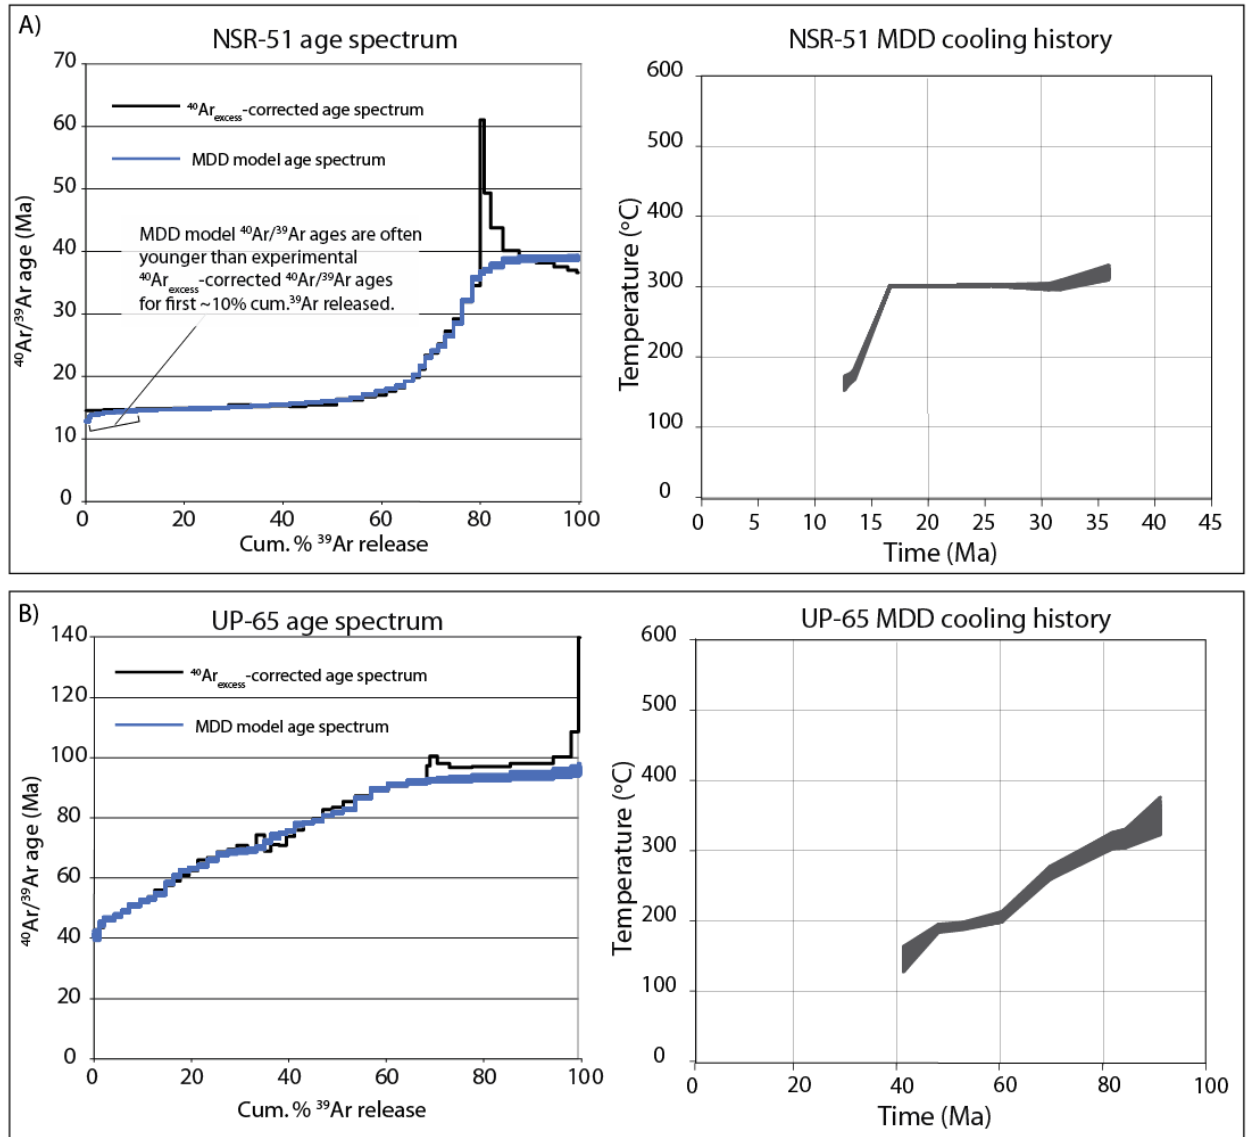 A)
NSR-51 age spectrum
70
60
50
40
30
20
10
0
⁴⁰Ar/³⁹Ar age (Ma)
⁴⁰Ar excess-corrected age spectrum
MDD model age spectrum
MDD model ⁴⁰Ar/³⁹Ar ages are often
younger than experimental
⁴⁰Ar excess-corrected ⁴⁰Ar/³⁹Ar ages
for first ~10% cum.³⁹Ar released.
0 20 40 60 80 100
Cum. % ³⁹Ar release
NSR-51 MDD cooling history
600
500
400
300
200
100
0
Temperature (°C)
0 5 10 15 20 25 30 35 40 45
Time (Ma)
B)
UP-65 age spectrum
140
120
100
80
60
40
20
0
⁴⁰Ar/³⁹Ar age (Ma)
⁴⁰Ar excess-corrected age spectrum
MDD model age spectrum
0 20 40 60 80 100
Cum. % ³⁹Ar release
UP-65 MDD cooling history
600
500
400
300
200
100
0
Temperature (°C)
0 20 40 60 80 100
Time (Ma)